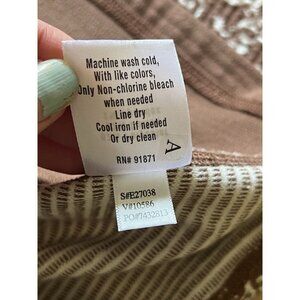 Machine wash cold,
With like colors,
Only Non-chlorine bleach
when needed
Line dry
Cool iron if needed
Or dry clean
RN# 91871
A
S#E27038
V#10586
PO#7432813